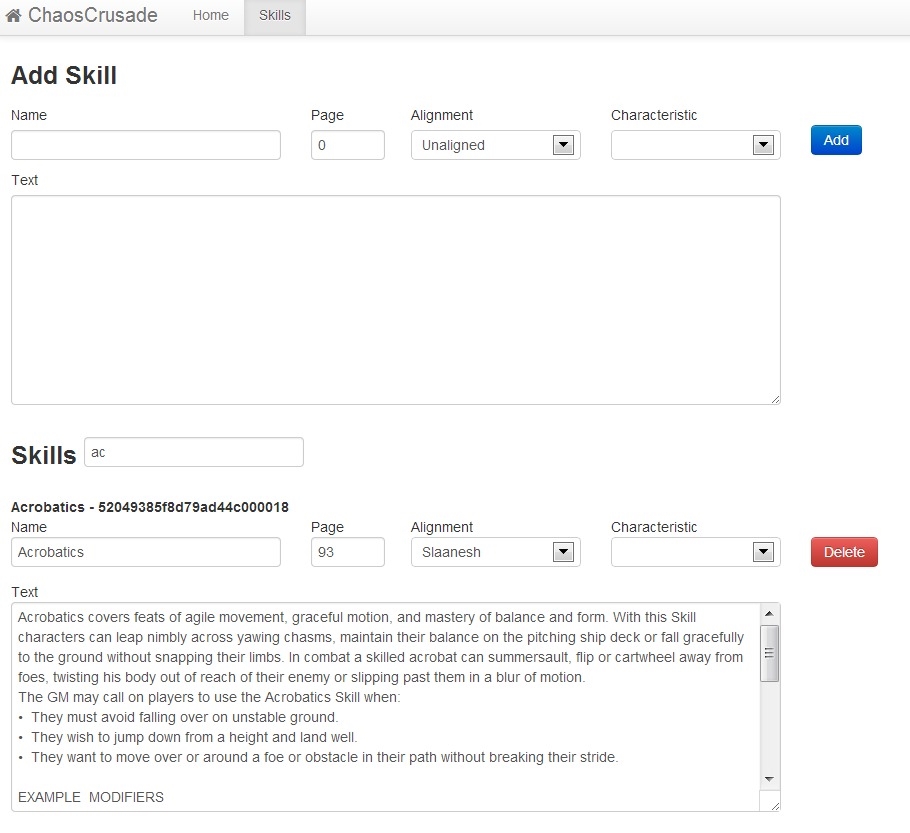 ChaosCrusade Home Skills
Add Skill
Name Page Alignment Characteristic
0 Unaligned Add
Text
Skills ac
Acrobatics - 52049385f8d79ad44c000018
Name Page Alignment Characteristic
Acrobatics 93 Slaanesh Delete
Text
Acrobatics covers feats of agile movement, graceful motion, and mastery of balance and form. With this Skill
characters can leap nimbly across yawing chasms, maintain their balance on the pitching ship deck or fall gracefully
to the ground without snapping their limbs. In combat a skilled acrobat can summersault, flip or cartwheel away from
foes, twisting his body out of reach of their enemy or slipping past them in a blur of motion.
The GM may call on players to use the Acrobatics Skill when:
• They must avoid falling over on unstable ground.
• They wish to jump down from a height and land well.
• They want to move over or around a foe or obstacle in their path without breaking their stride.
EXAMPLE MODIFIERS